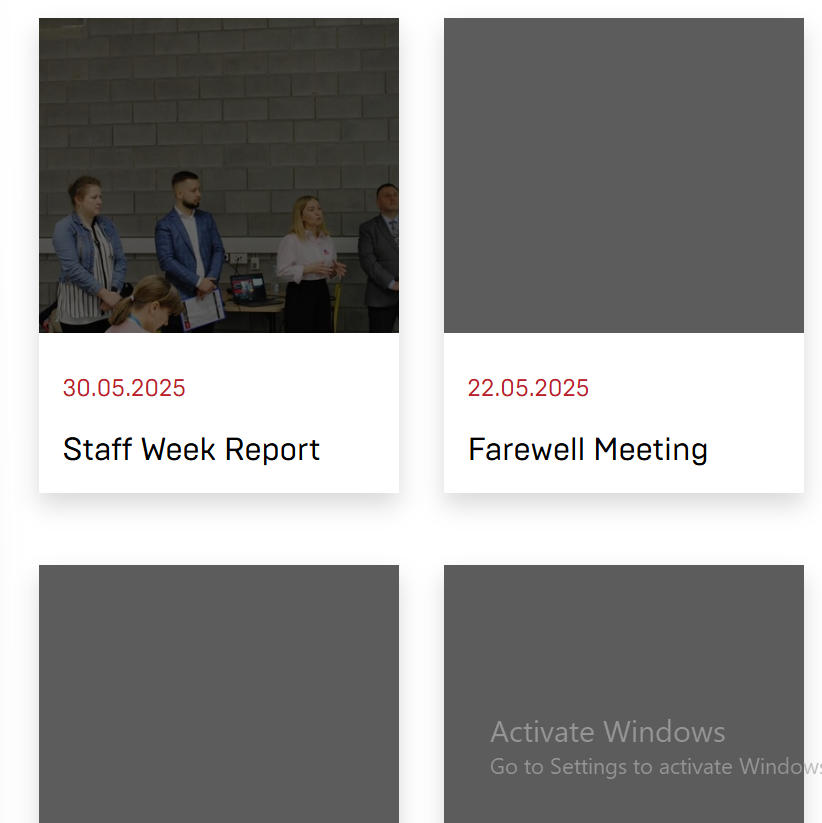 30.05.2025
Staff Week Report
22.05.2025
Farewell Meeting
Activate Windows
Go to Settings to activate Windows